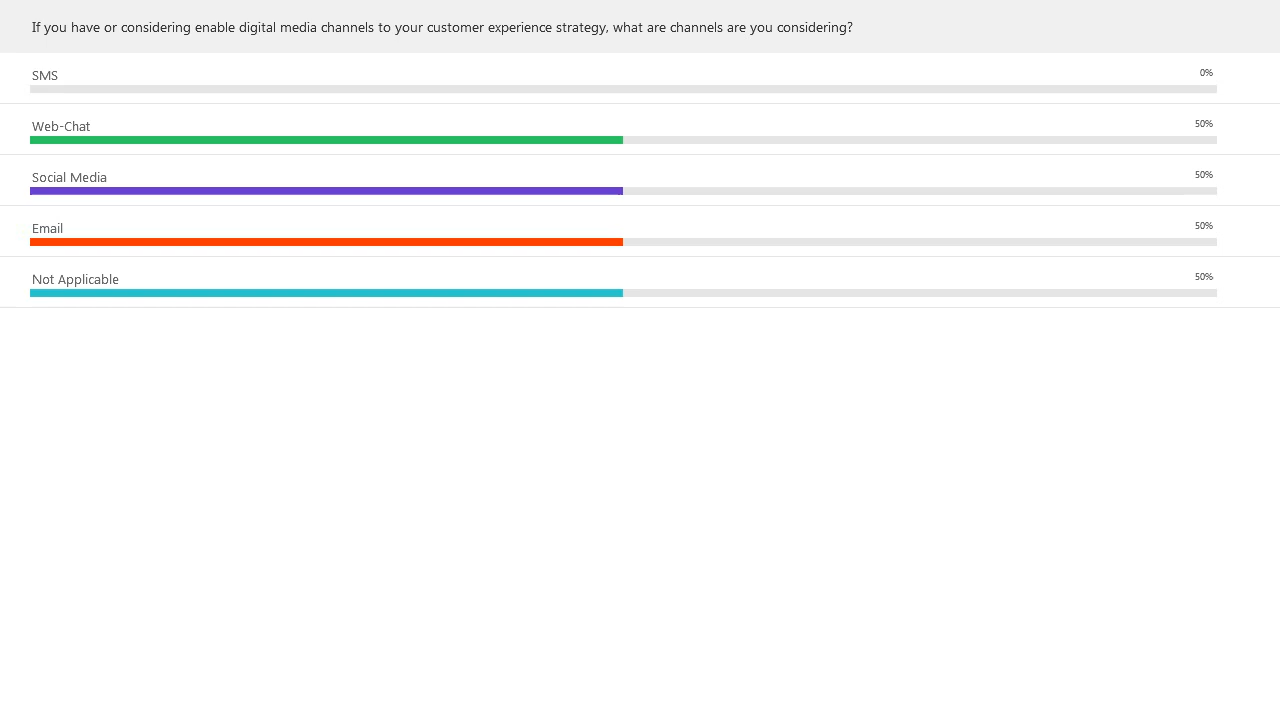 If you have or considering enable digital media channels to your customer experience strategy, what are channels are you considering?
SMS
0%
Web-Chat
50%
Social Media
50%
Email
50%
Not Applicable
50%